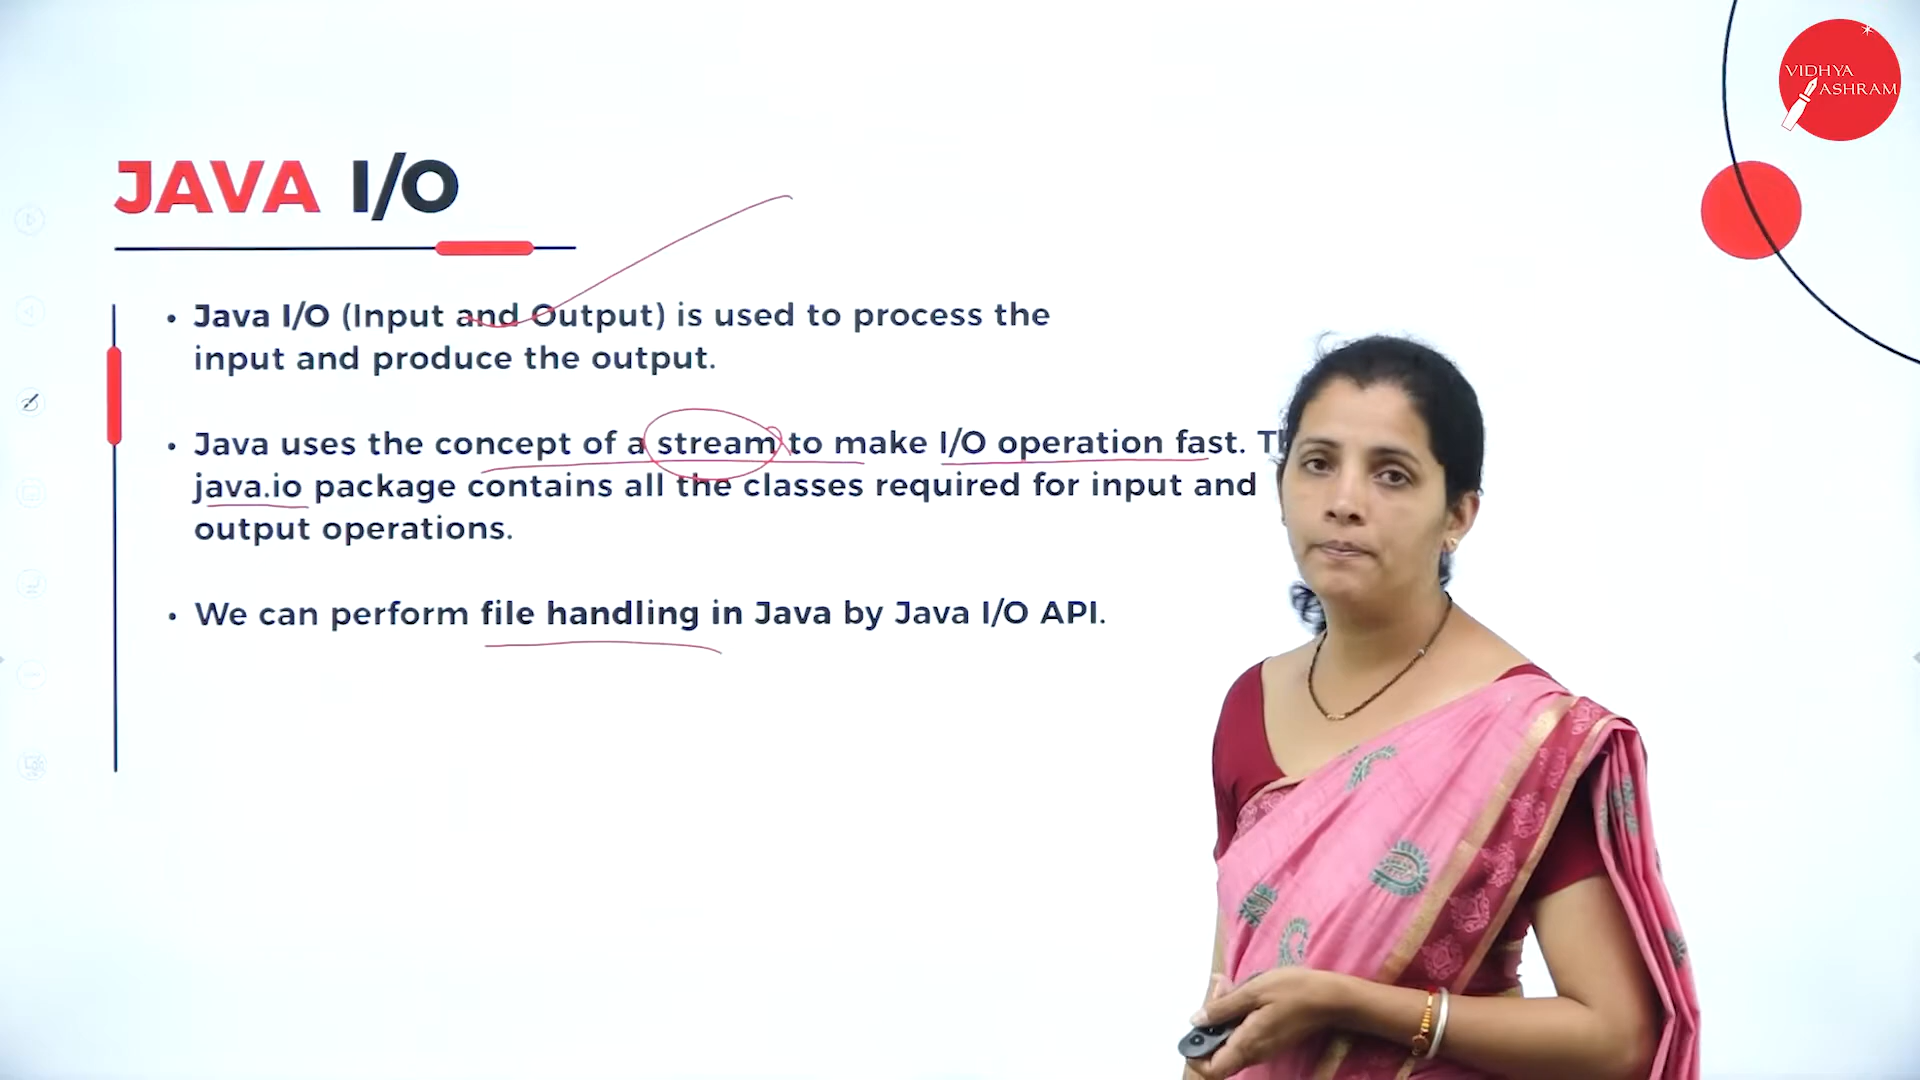 VIDHYA
ASHRAM
JAVA I/O
• Java I/O (Input and Output) is used to process the
input and produce the output.
• Java uses the concept of a stream to make I/O operation fast.
java.io package contains all the classes required for input and
output operations.
• We can perform file handling in Java by Java I/O API.